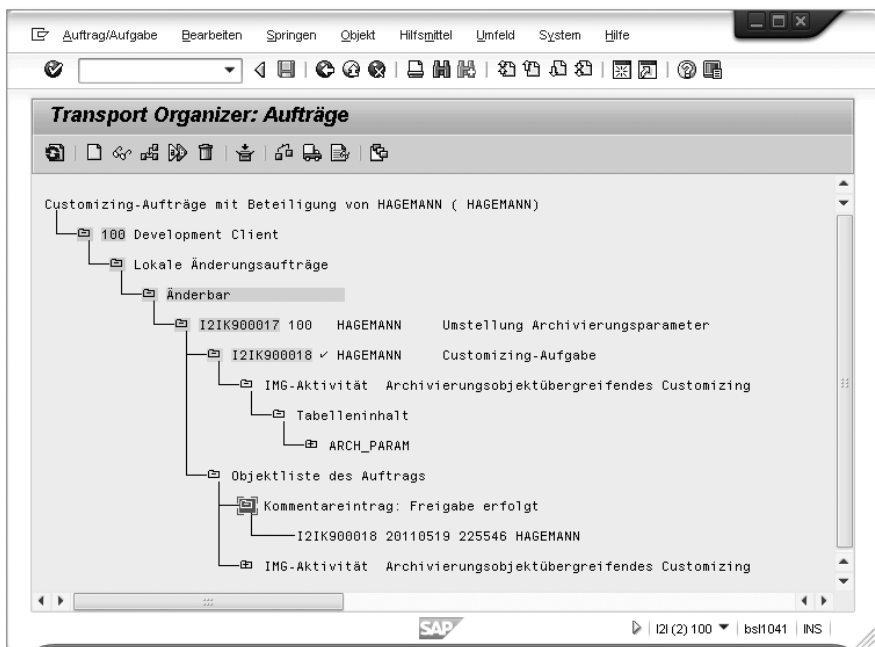 Auftrag/Aufgabe Bearbeiten Springen Objekt Hilfsmittel Umfeld System Hilfe
Transport Organizer: Aufträge
Customizing-Aufträge mit Beteiligung von HAGEMANN ( HAGEMANN)
100 Development Client
Lokale Änderungsaufträge
Änderbar
I2IK900017 100 HAGEMANN Umstellung Archivierungsparameter
I2IK900018 ✓ HAGEMANN Customizing-Aufgabe
IMG-Aktivität Archivierungsobjektübergreifendes Customizing
Tabelleninhalt
ARCH_PARAM
Objektliste des Auftrags
Kommentareintrag: Freigabe erfolgt
I2IK900018 20110519 225546 HAGEMANN
IMG-Aktivität Archivierungsobjektübergreifendes Customizing
SAP I2I (2) 100 bsl1041 INS